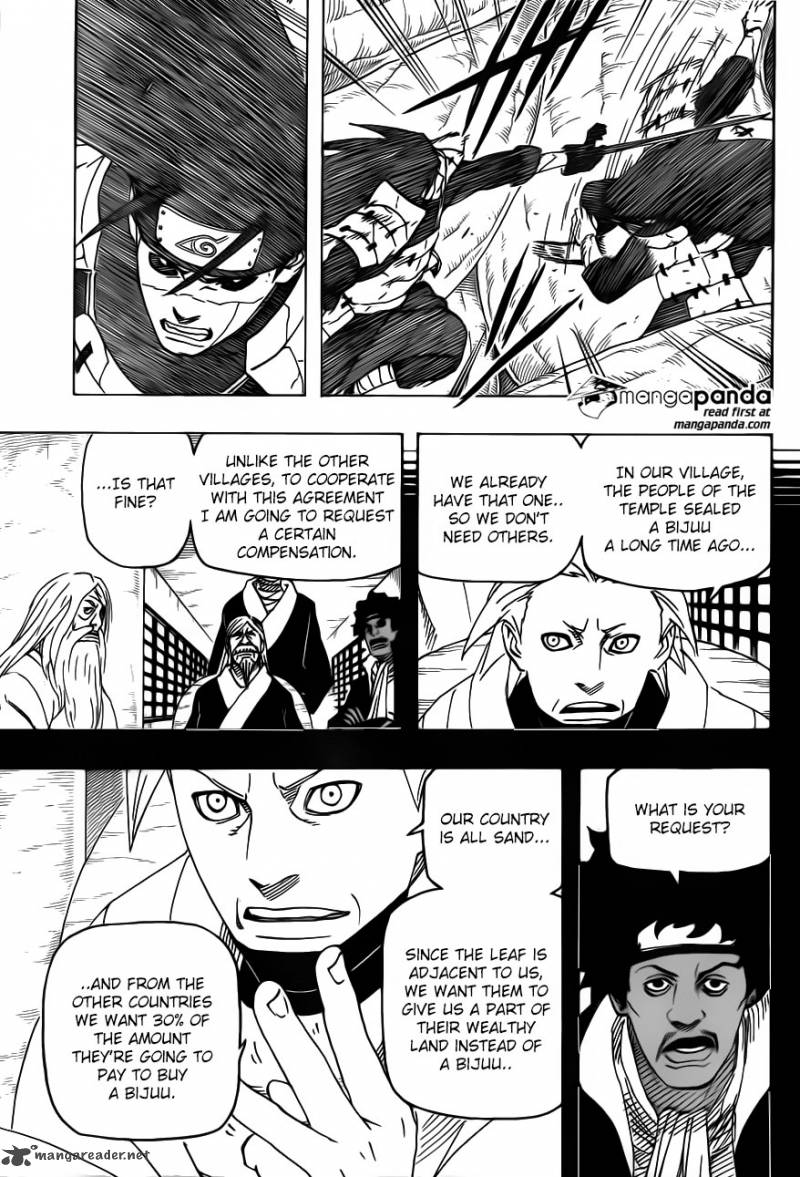 mangapanda
read first at
mangapanda.com
IN OUR VILLAGE,
THE PEOPLE OF THE
TEMPLE SEALED
A BIJUU
A LONG TIME AGO...
WE ALREADY
HAVE THAT ONE..
SO WE DON'T
NEED OTHERS.
UNLIKE THE OTHER
VILLAGES, TO COOPERATE
WITH THIS AGREEMENT
I AM GOING TO REQUEST
A CERTAIN
COMPENSATION.
...IS THAT
FINE?
WHAT IS YOUR
REQUEST?
OUR COUNTRY
IS ALL SAND...
SINCE THE LEAF IS
ADJACENT TO US,
WE WANT THEM TO
GIVE US A PART OF
THEIR WEALTHY
LAND INSTEAD OF
A BIJUU..
..AND FROM THE
OTHER COUNTRIES
WE WANT 30% OF
THE AMOUNT
THEY'RE GOING
TO PAY TO BUY
A BIJUU.
mangareader.net